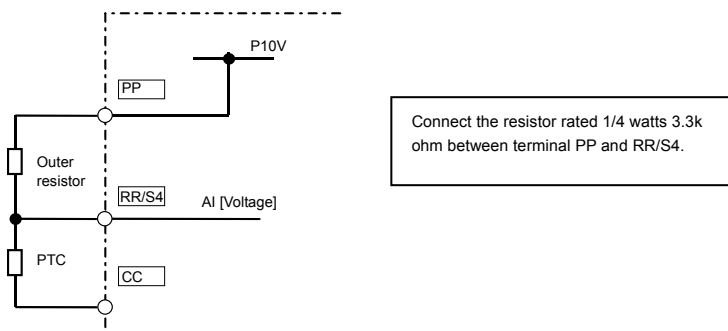 P10V
PP
Outer
resistor
RR/S4
AI [Voltage]
PTC
CC
Connect the resistor rated 1/4 watts 3.3k
ohm between terminal PP and RR/S4.